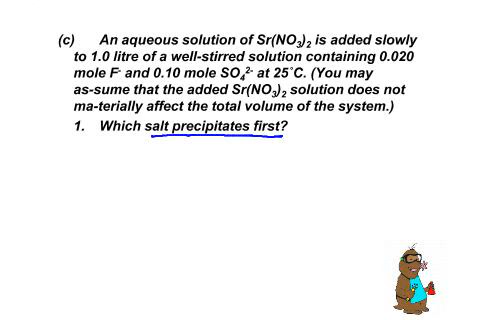 (c) An aqueous solution of Sr(NO3)2 is added slowly
to 1.0 litre of a well-stirred solution containing 0.020
mole F- and 0.10 mole SO4 2- at 25˚C. (You may
as-sume that the added Sr(NO3)2 solution does not
ma-terially affect the total volume of the system.)
1. Which salt precipitates first?